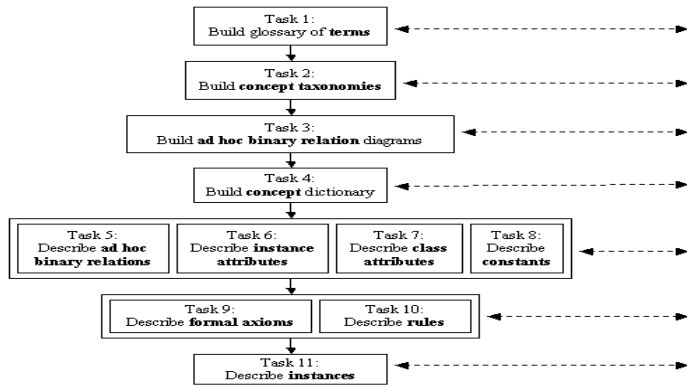 Task 1:
Build glossary of terms
Task 2:
Build concept taxonomies
Task 3:
Build ad hoc binary relation diagrams
Task 4:
Build concept dictionary
Task 5:
Describe ad hoc
binary relations
Task 6:
Describe instance
attributes
Task 7:
Describe class
attributes
Task 8:
Describe
constants
Task 9:
Describe formal axioms
Task 10:
Describe rules
Task 11:
Describe instances